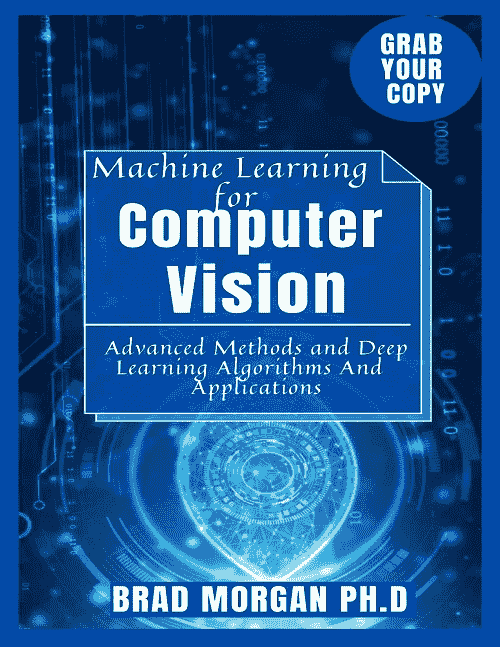 GRAB
YOUR
COPY
Machine Learning
for
Computer
Vision
Advanced Methods and Deep
Learning Algorithms And
Applications
BRAD MORGAN PH.D